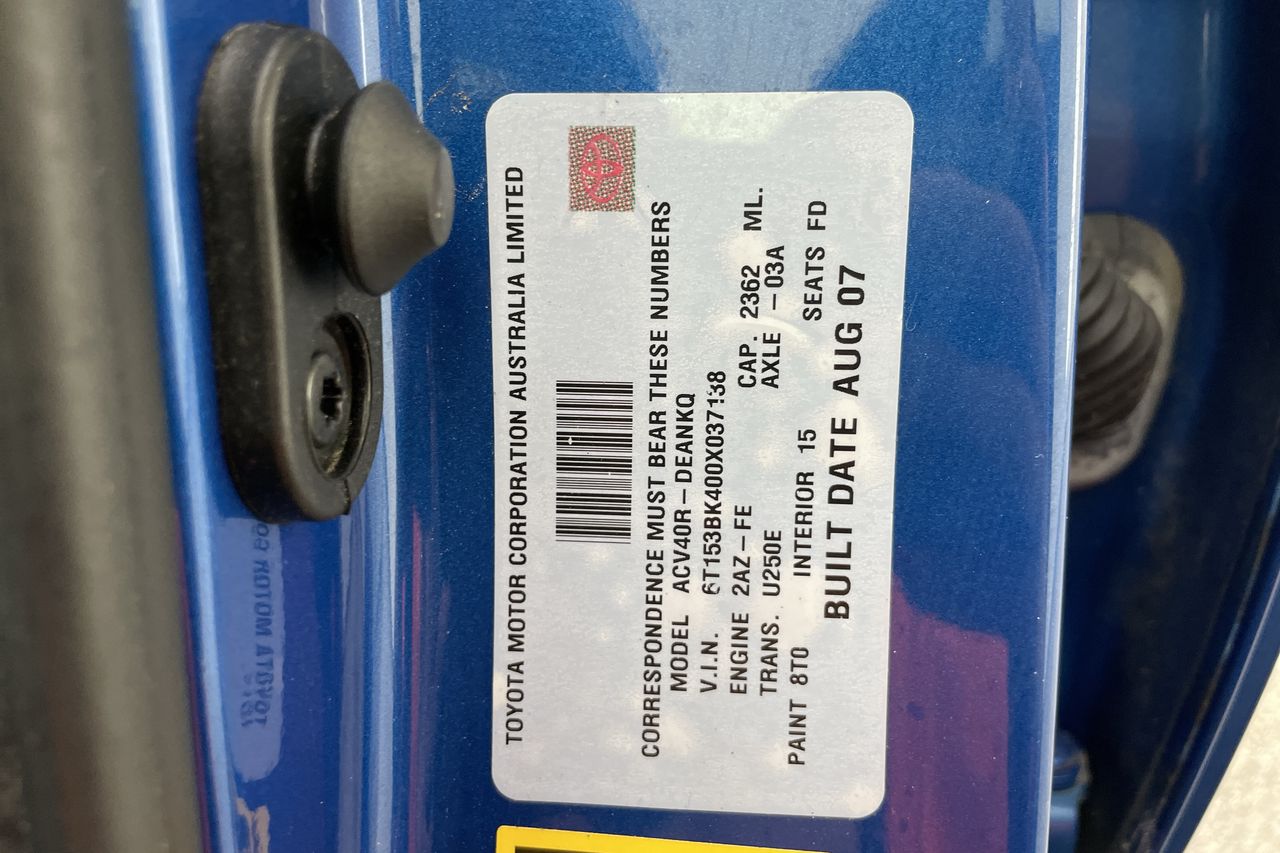 TOYOTA MOTOR CORPORATION AUSTRALIA LIMITED
CORRESPONDENCE MUST BEAR THESE NUMBERS
MODEL ACV40R-DEANKQ
V.I.N. 6T153BK400X037138
ENGINE 2AZ-FE CAP. 2362 ML.
TRANS. U250E AXLE -03A
PAINT 8T0 INTERIOR 15 SEATS FD
BUILT DATE AUG 07